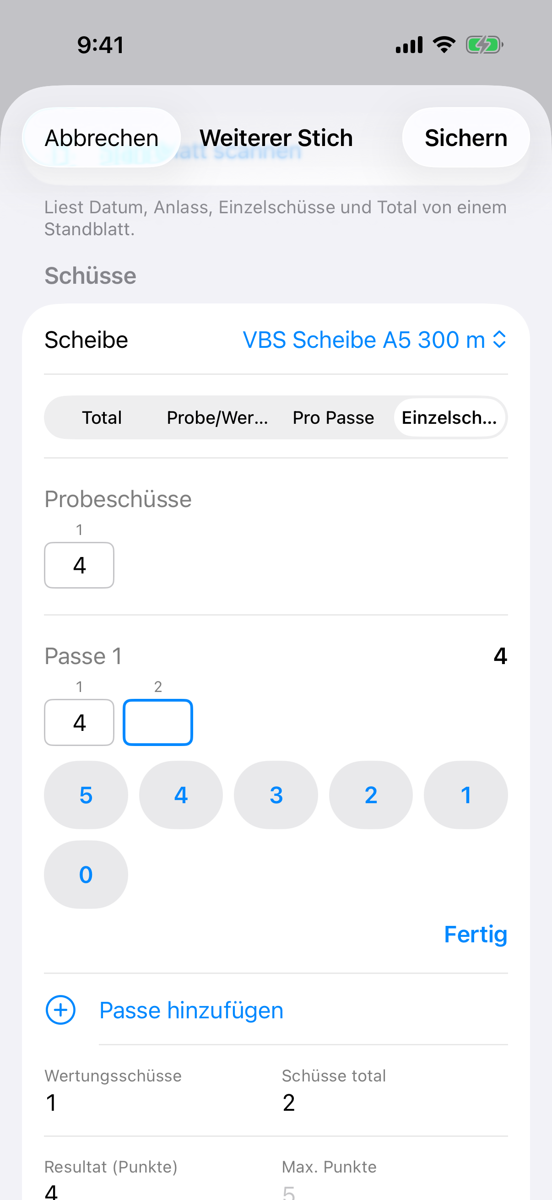 9:41
Abbrechen
Weiterer Stich
Sichern
Liest Datum, Anlass, Einzelschüsse und Total von einem
Standblatt.
Schüsse
Scheibe
VBS Scheibe A5 300 m
Total
Probe/Wer...
Pro Passe
Einzelsch...
Probeschüsse
1
4
Passe 1
4
1
2
4
5
4
3
2
1
0
Fertig
Passe hinzufügen
Wertungsschüsse
Schüsse total
1
2
Resultat (Punkte)
Max. Punkte
4
5